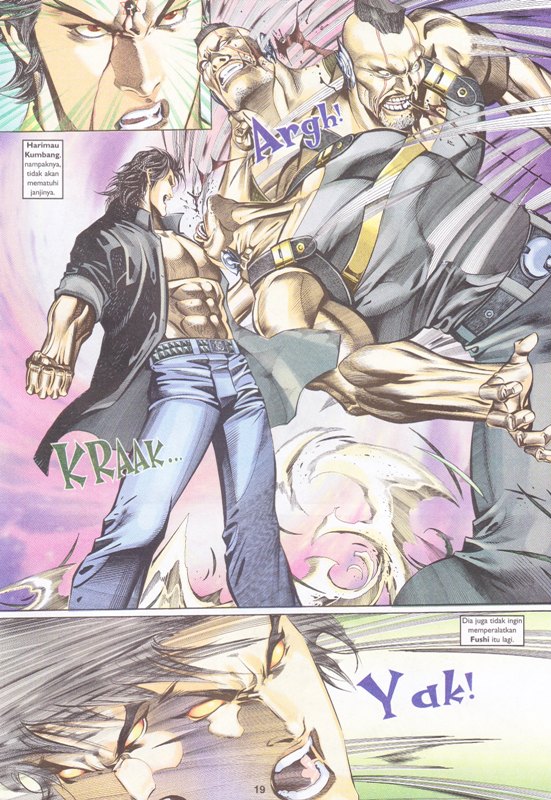 Argh!
Harimau
Kumbang,
nampaknya,
tidak akan
mematuhi
janjinya.
KRAAK...
Dia juga tidak ingin
memperalatkan
Fushi itu lagi.
Yak!
19